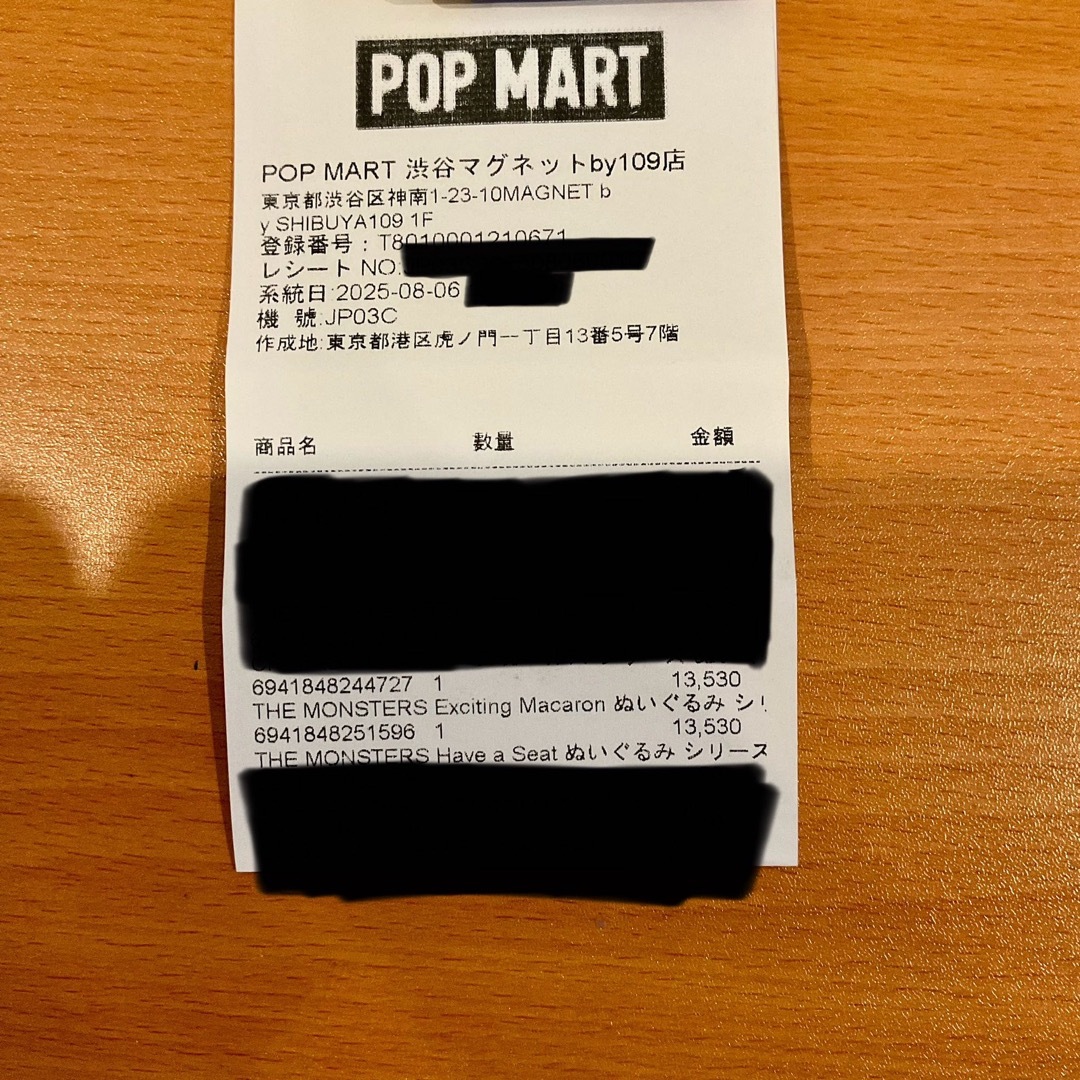 POP MART
POP MART 渋谷マグネットby109店
東京都渋谷区神南1-23-10MAGNET b
y SHIBUYA109 1F
登録番号：T8010001210671
レシート NO:
系統日:2025-08-06
機 號:JP03C
作成地:東京都港区虎ノ門一丁目13番5号7階
商品名 数量 金額
6941848244727 1 13,530
THE MONSTERS Exciting Macaron ぬいぐるみ シリ
6941848251596 1 13,530
THE MONSTERS Have a Seat ぬいぐるみ シリーズ